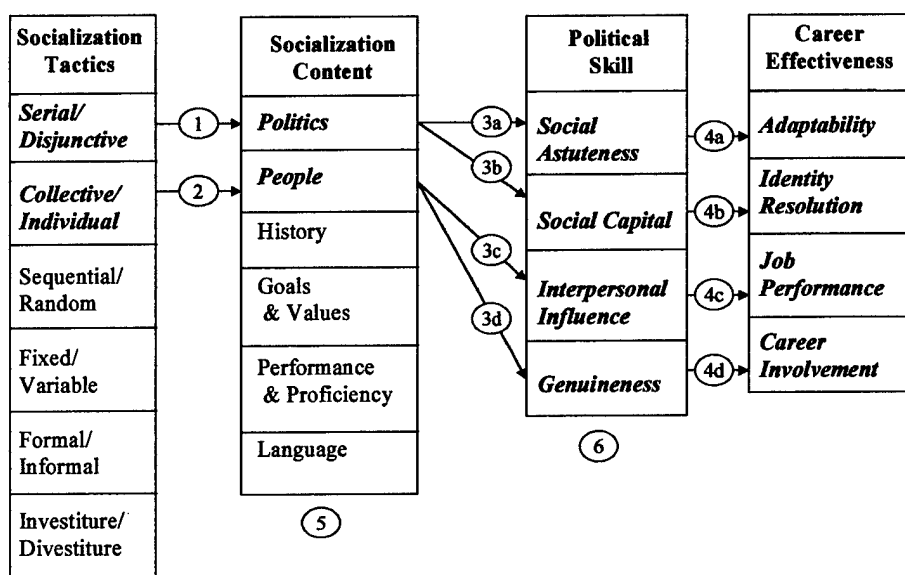 Socialization
Tactics
Serial/
Disjunctive
Collective/
Individual
Sequential/
Random
Fixed/
Variable
Formal/
Informal
Investiture/
Divestiture
1
2
Socialization
Content
Politics
People
History
Goals
& Values
Performance
& Proficiency
Language
5
3a
3b
3c
3d
Political
Skill
Social
Astuteness
Social Capital
Interpersonal
Influence
Genuineness
6
4a
4b
4c
4d
Career
Effectiveness
Adaptability
Identity
Resolution
Job
Performance
Career
Involvement